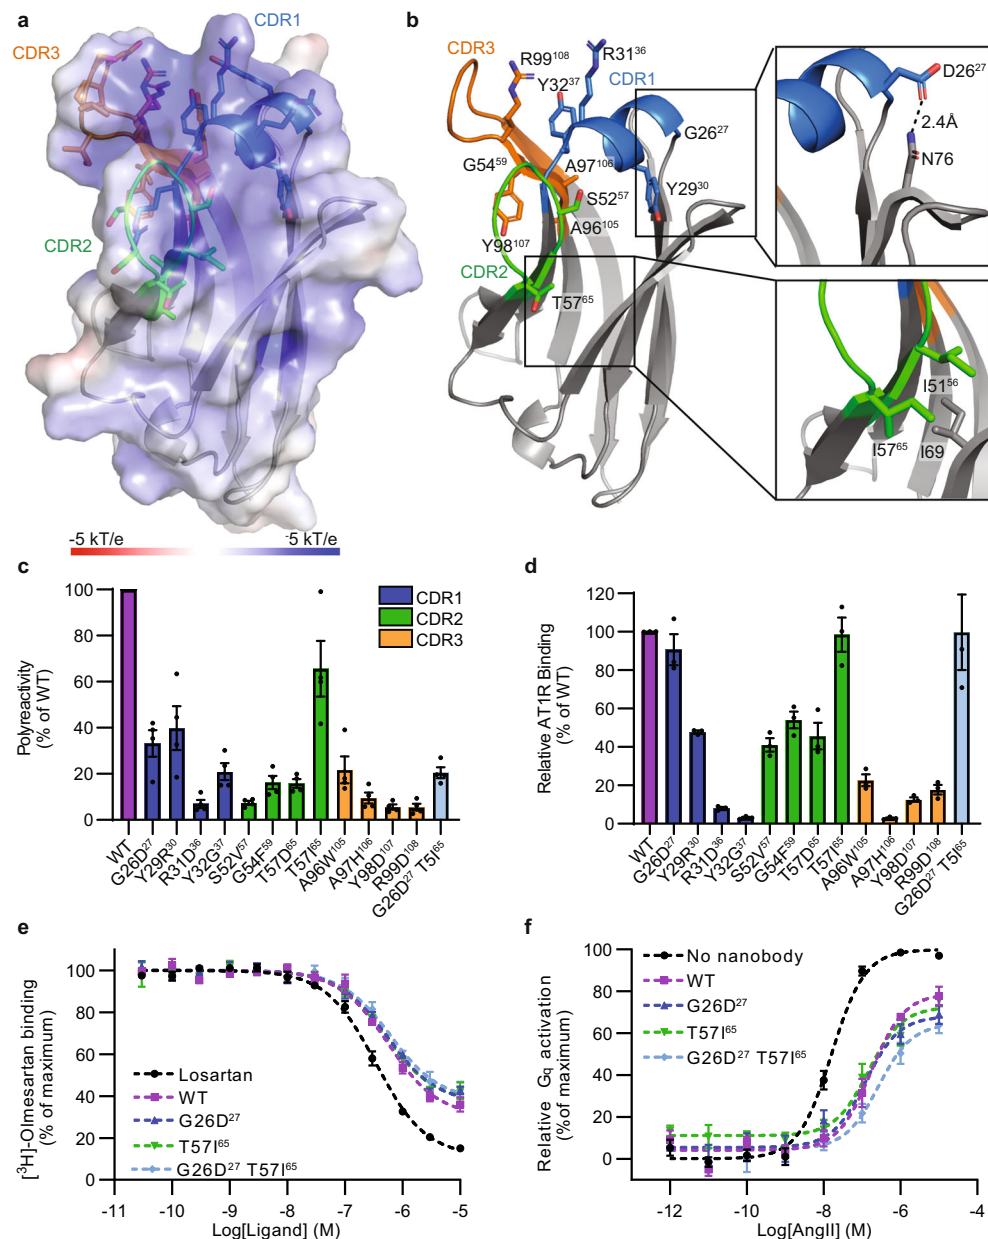 a
CDR1
CDR3
CDR2
-5 kT/e
-5 kT/e
b
CDR3
R99¹⁰⁸
R31³⁶
Y32³⁷
CDR1
G26²⁷
G54⁵⁹
A97¹⁰⁶
S52⁵⁷
Y29³⁰
A96¹⁰⁵
Y98¹⁰⁷
CDR2
T57⁶⁵
D26²⁷
2.4Å
N76
I51⁵⁶
I57⁶⁵
I69
c
Polyreactivity
(% of WT)
100
80
60
40
20
0
CDR1
CDR2
CDR3
WT
G26D²⁷
Y29R³⁰
R31D³⁶
Y32G³⁷
S52V⁵⁷
G54F⁵⁹
T57D⁶⁵
T57I⁶⁵
A96W¹⁰⁵
A97H¹⁰⁶
Y98D¹⁰⁷
R99D¹⁰⁸
G26D²⁷ T5I⁶⁵
d
Relative AT1R Binding
(% of WT)
120
100
80
60
40
20
0
WT
G26D²⁷
Y29R³⁰
R31D³⁶
Y32G³⁷
S52V⁵⁷
G54F⁵⁹
T57D⁶⁵
T57I⁶⁵
A96W¹⁰⁵
A97H¹⁰⁶
Y98D¹⁰⁷
R99D¹⁰⁸
G26D²⁷ T5I⁶⁵
e
[³H]-Olmesartan binding
(% of maximum)
100
80
60
40
20
0
Losartan
WT
G26D²⁷
T57I⁶⁵
G26D²⁷ T57I⁶⁵
-11 -10 -9 -8 -7 -6 -5
Log[Ligand] (M)
f
Relative Gq activation
(%of maximum)
100
80
60
40
20
0
No nanobody
WT
G26D²⁷
T57I⁶⁵
G26D²⁷ T57I⁶⁵
-12 -10 -8 -6 -4
Log[AngII] (M)